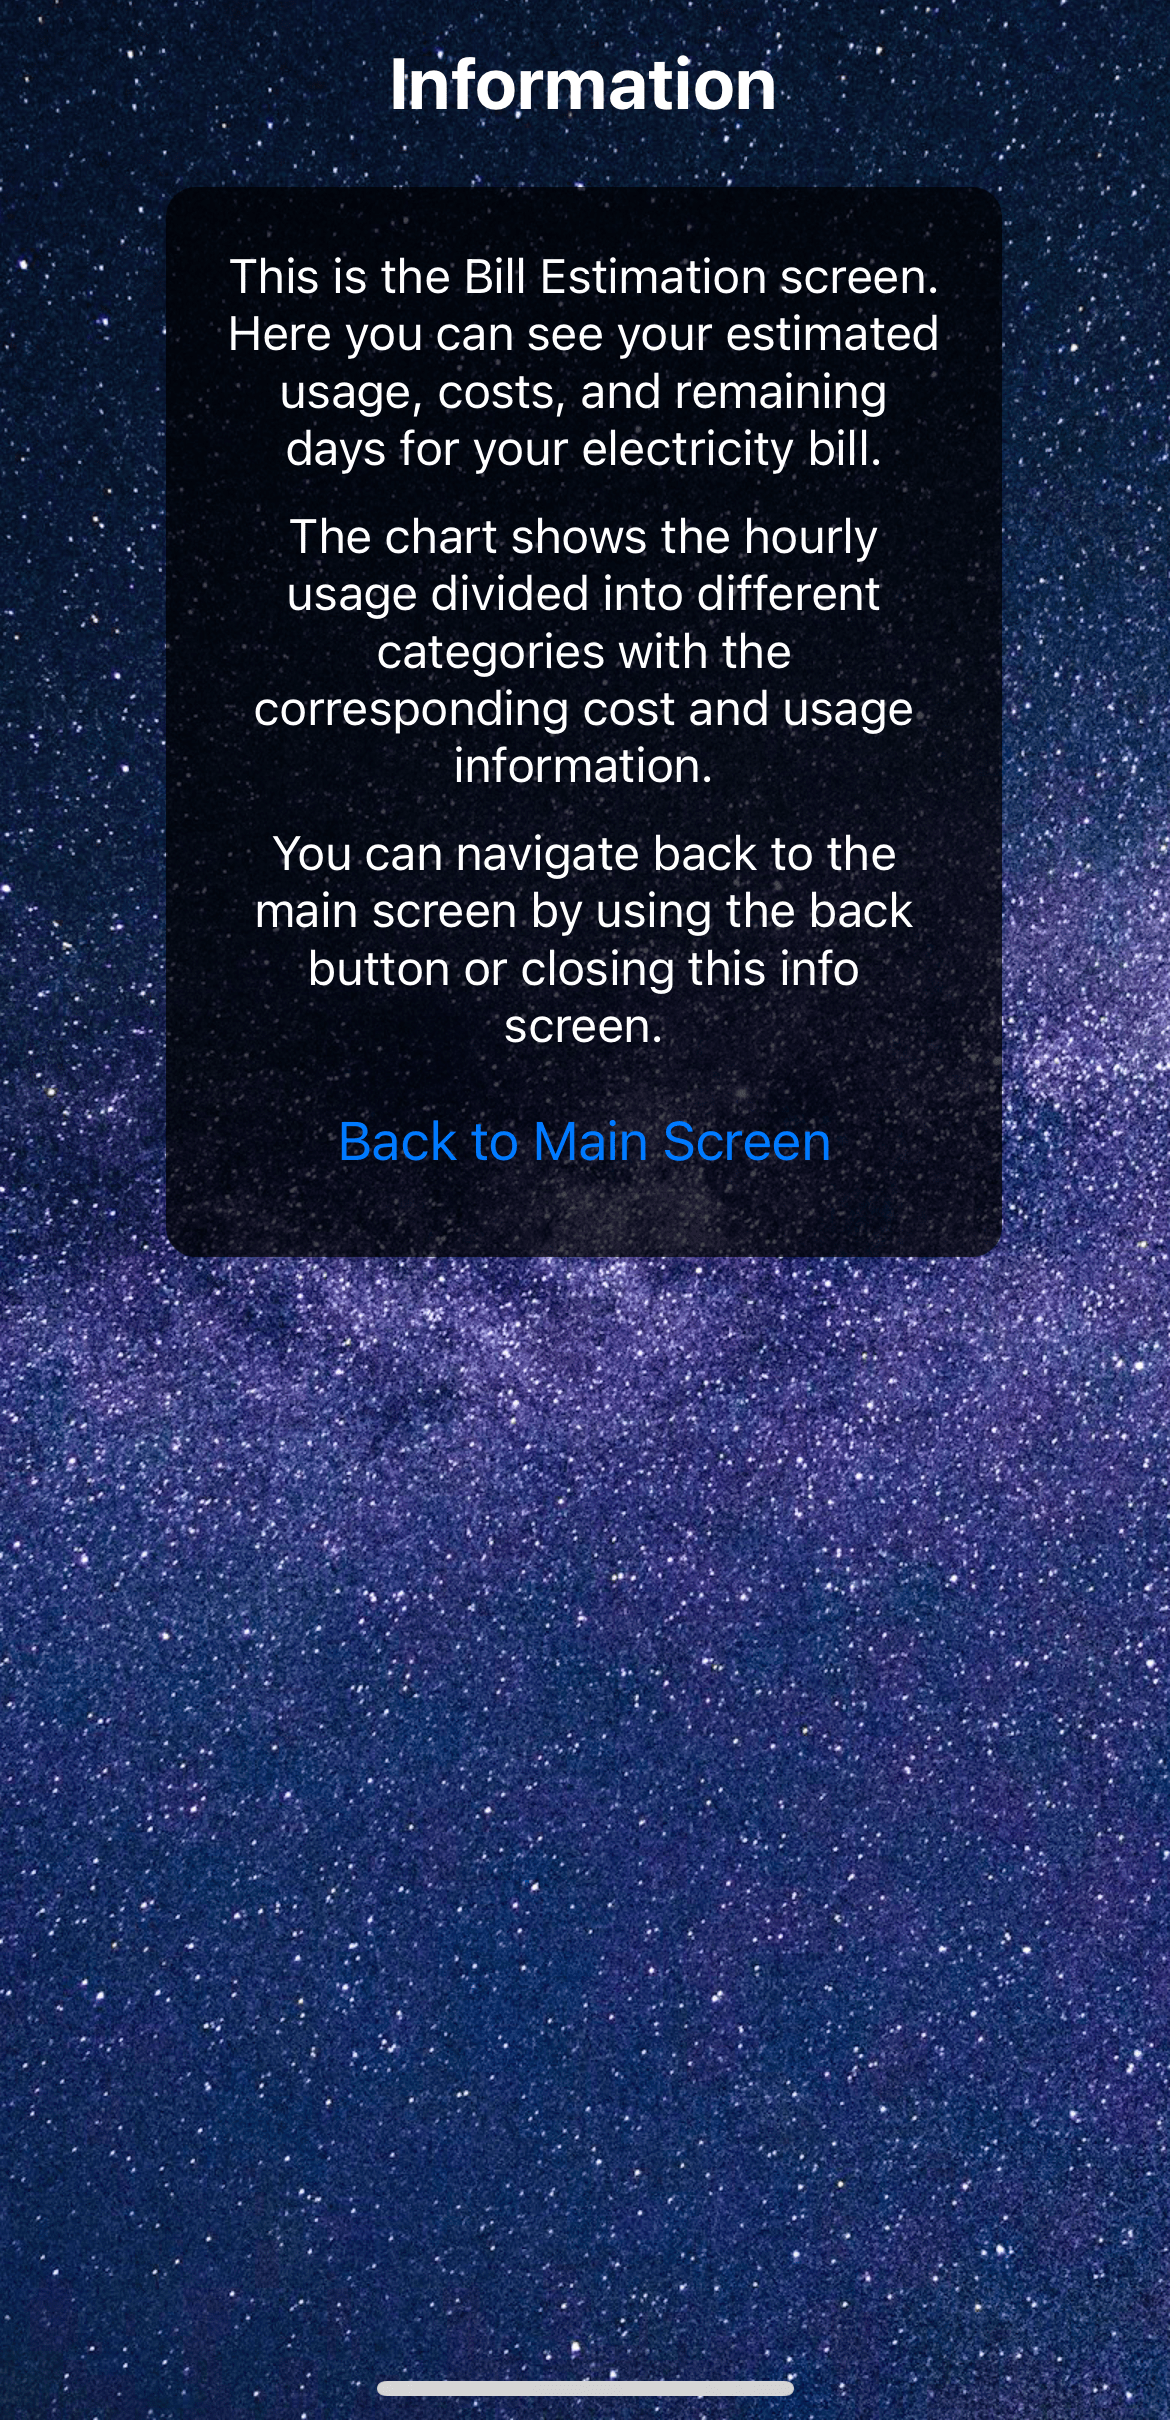 Information
This is the Bill Estimation screen.
Here you can see your estimated
usage, costs, and remaining
days for your electricity bill.
The chart shows the hourly
usage divided into different
categories with the
corresponding cost and usage
information.
You can navigate back to the
main screen by using the back
button or closing this info
screen.
Back to Main Screen